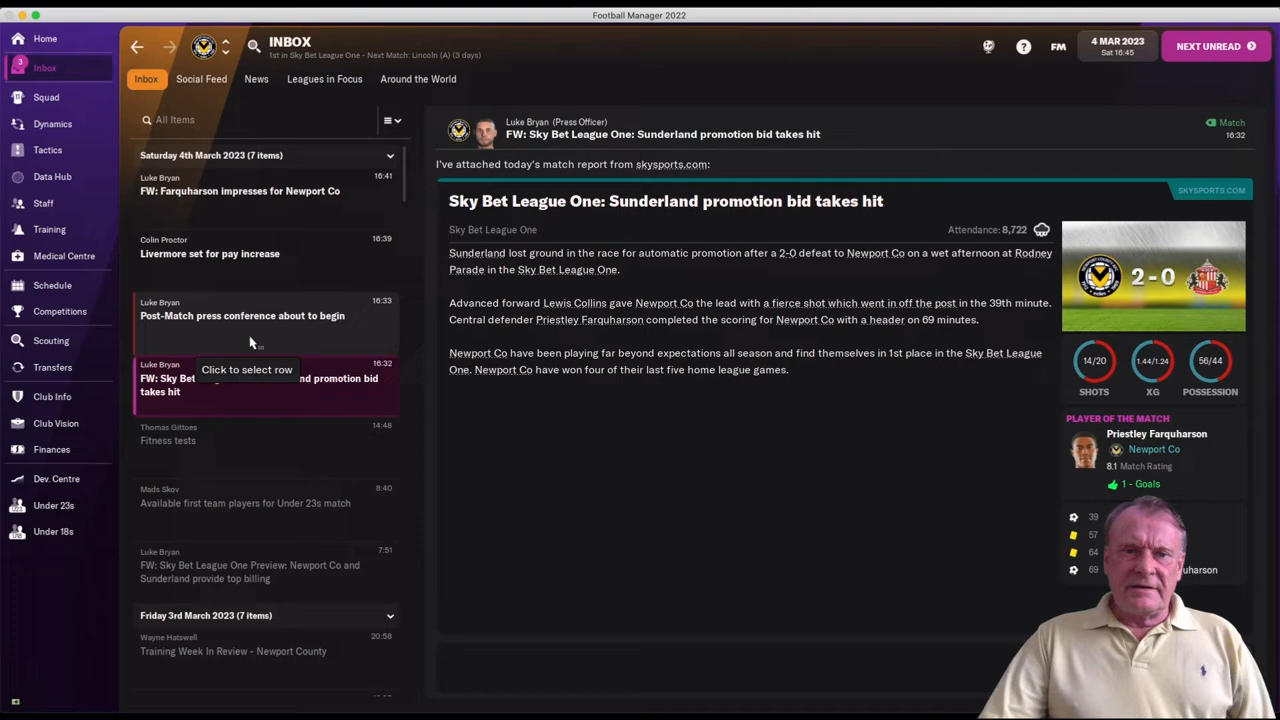 Football Manager 2022
Home
3
Inbox
Squad
Dynamics
Tactics
Data Hub
Staff
Training
Medical Centre
Schedule
Competitions
Scouting
Transfers
Club Info
Club Vision
Finances
Dev. Centre
Under 23s
Under 18s
INBOX
1st in Sky Bet League One - Next Match: Lincoln (A) (3 days)
FM
4 MAR 2023
Sat 16:45
NEXT UNREAD
Inbox
Social Feed
News
Leagues in Focus
Around the World
All Items
Saturday 4th March 2023 (7 items)
Luke Bryan 16:41
FW: Farquharson impresses for Newport Co
Colin Proctor 16:39
Livermore set for pay increase
Luke Bryan 16:33
Post-Match press conference about to begin
Luke Bryan 16:32
FW: Sky Bet nd promotion bid
takes hit
Click to select row
Thomas Gittoes 14:48
Fitness tests
Mads Skov 8:40
Available first team players for Under 23s match
Luke Bryan 7:51
FW: Sky Bet League One Preview: Newport Co and
Sunderland provide top billing
Friday 3rd March 2023 (7 items)
Wayne Hatswell 20:58
Training Week In Review - Newport County
Luke Bryan (Press Officer)
FW: Sky Bet League One: Sunderland promotion bid takes hit
Match
16:32
I've attached today's match report from skysports.com:
SKYSPORTS.COM
Sky Bet League One: Sunderland promotion bid takes hit
Sky Bet League One
Attendance: 8,722
Sunderland lost ground in the race for automatic promotion after a 2-0 defeat to Newport Co on a wet afternoon at Rodney
Parade in the Sky Bet League One.
Advanced forward Lewis Collins gave Newport Co the lead with a fierce shot which went in off the post in the 39th minute.
Central defender Priestley Farquharson completed the scoring for Newport Co with a header on 69 minutes.
Newport Co have been playing far beyond expectations all season and find themselves in 1st place in the Sky Bet League
One. Newport Co have won four of their last five home league games.
2-0
14/20
1.44/1.24
56/44
SHOTS
XG
POSSESSION
PLAYER OF THE MATCH
Priestley Farquharson
Newport Co
8.1 Match Rating
1 - Goals
39
57
64
69 quharson